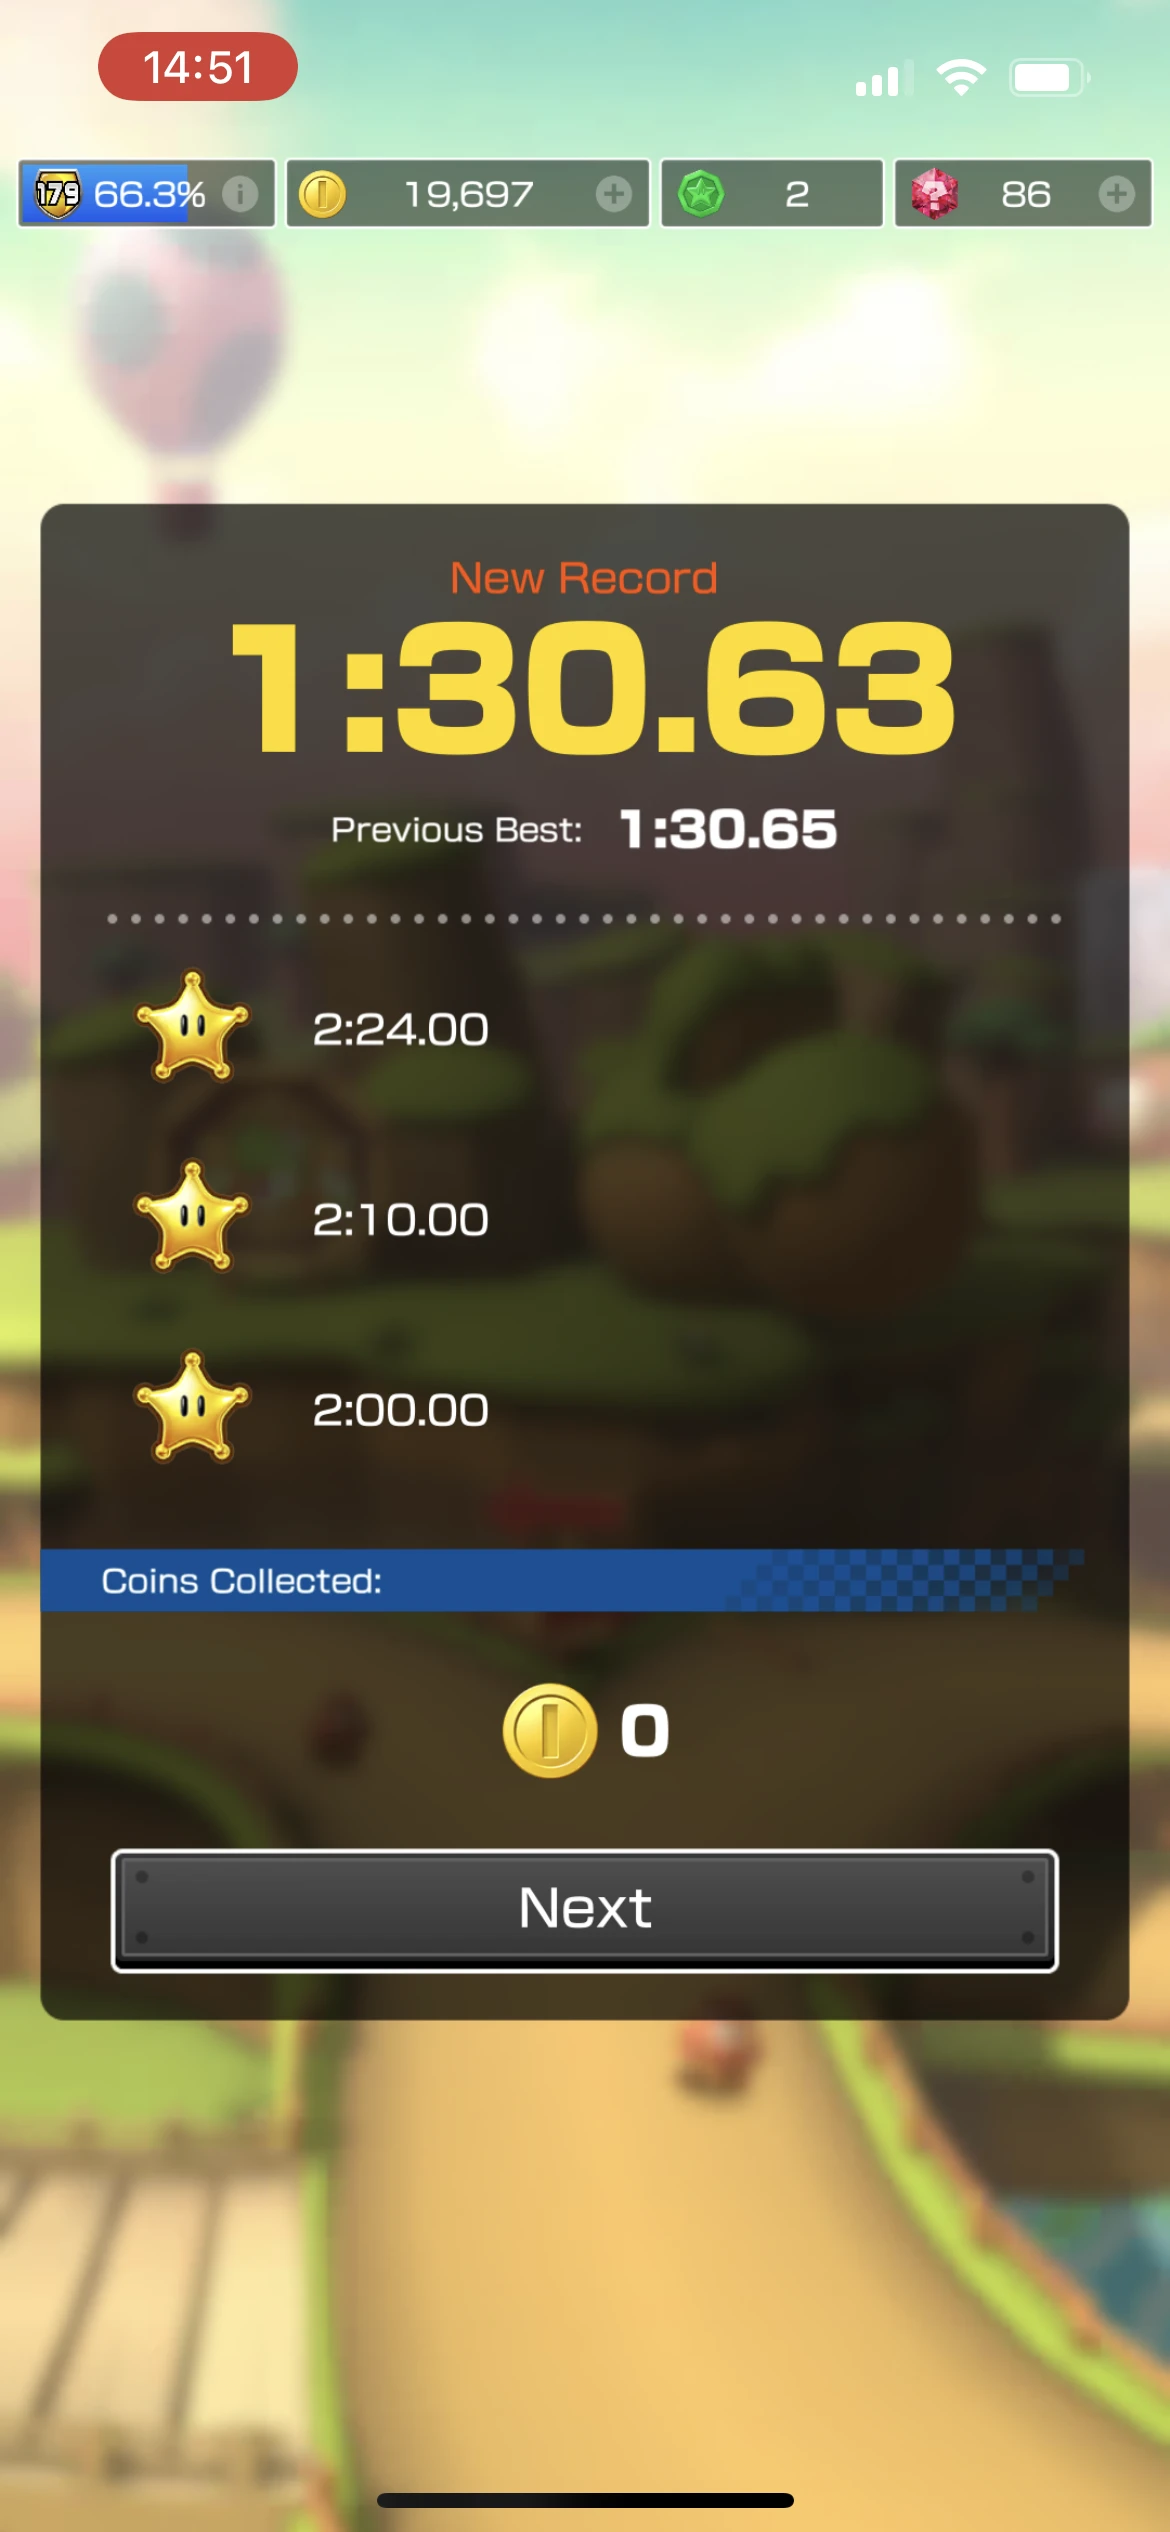 14:51
179 66.3% i 19,697 + 2 86 +
New Record
1:30.63
Previous Best: 1:30.65
2:24.00
2:10.00
2:00.00
Coins Collected:
0
Next